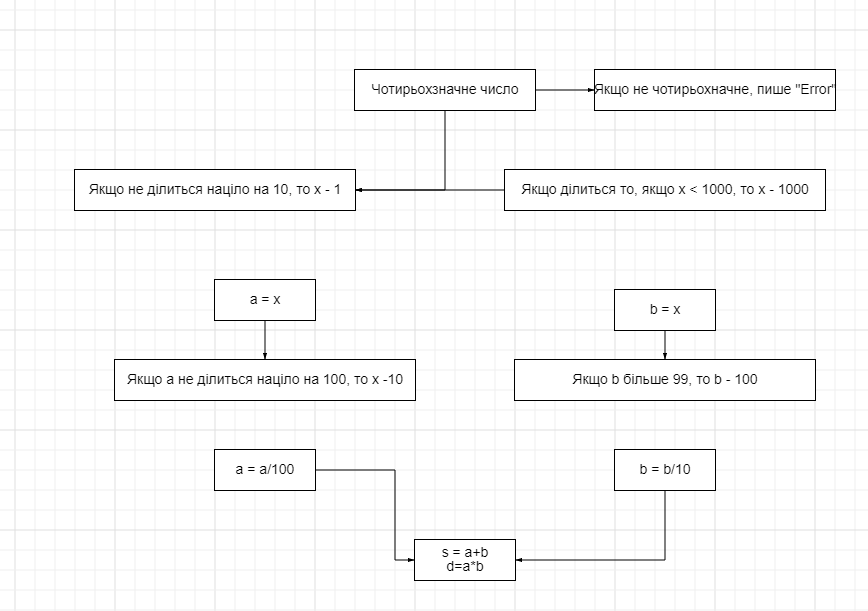 Чотирьохзначне число
Якщо не чотирьохначне, пише "Error"
Якщо не ділиться націло на 10, то x - 1
Якщо ділиться то, якщо x < 1000, то x - 1000
a = x
b = x
Якщо a не ділиться націло на 100, то x -10
Якщо b більше 99, то b - 100
a = a/100
b = b/10
s = a+b
d=a*b